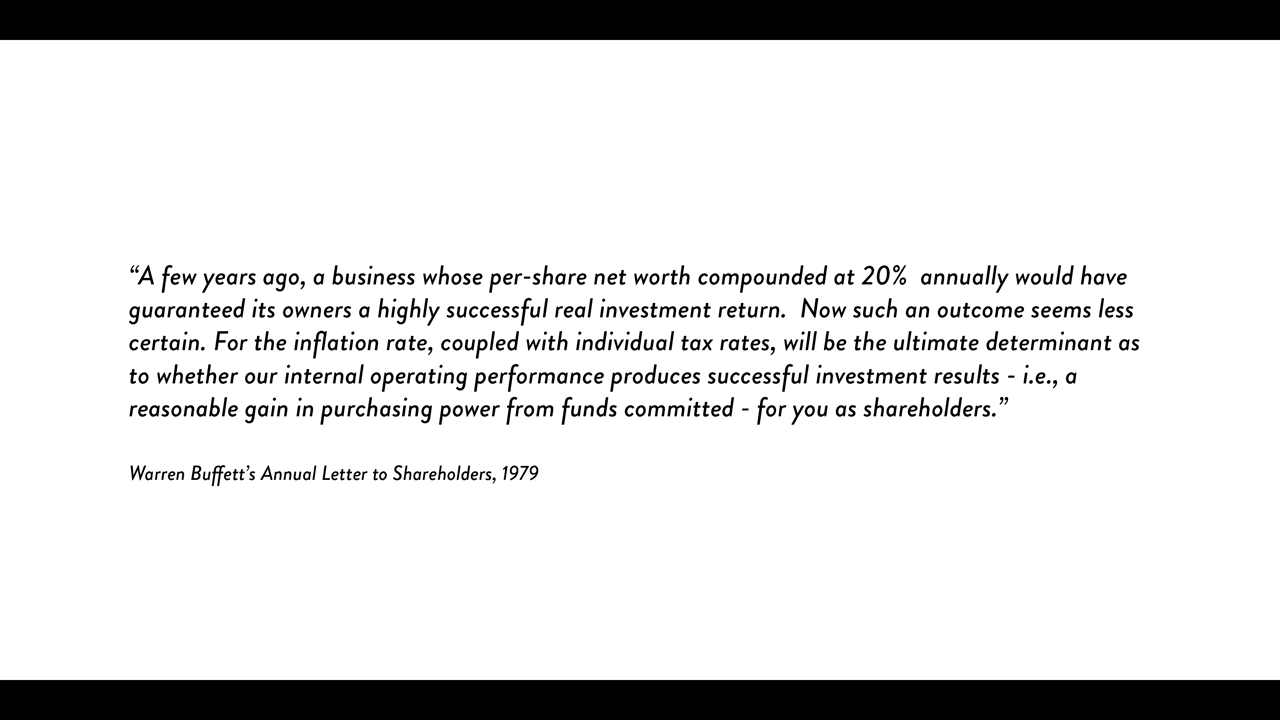 “A few years ago, a business whose per-share net worth compounded at 20%  annually would have
guaranteed its owners a highly successful real investment return.  Now such an outcome seems less
certain. For the inflation rate, coupled with individual tax rates, will be the ultimate determinant as
to whether our internal operating performance produces successful investment results - i.e., a
reasonable gain in purchasing power from funds committed - for you as shareholders.”
Warren Buffett’s Annual Letter to Shareholders, 1979